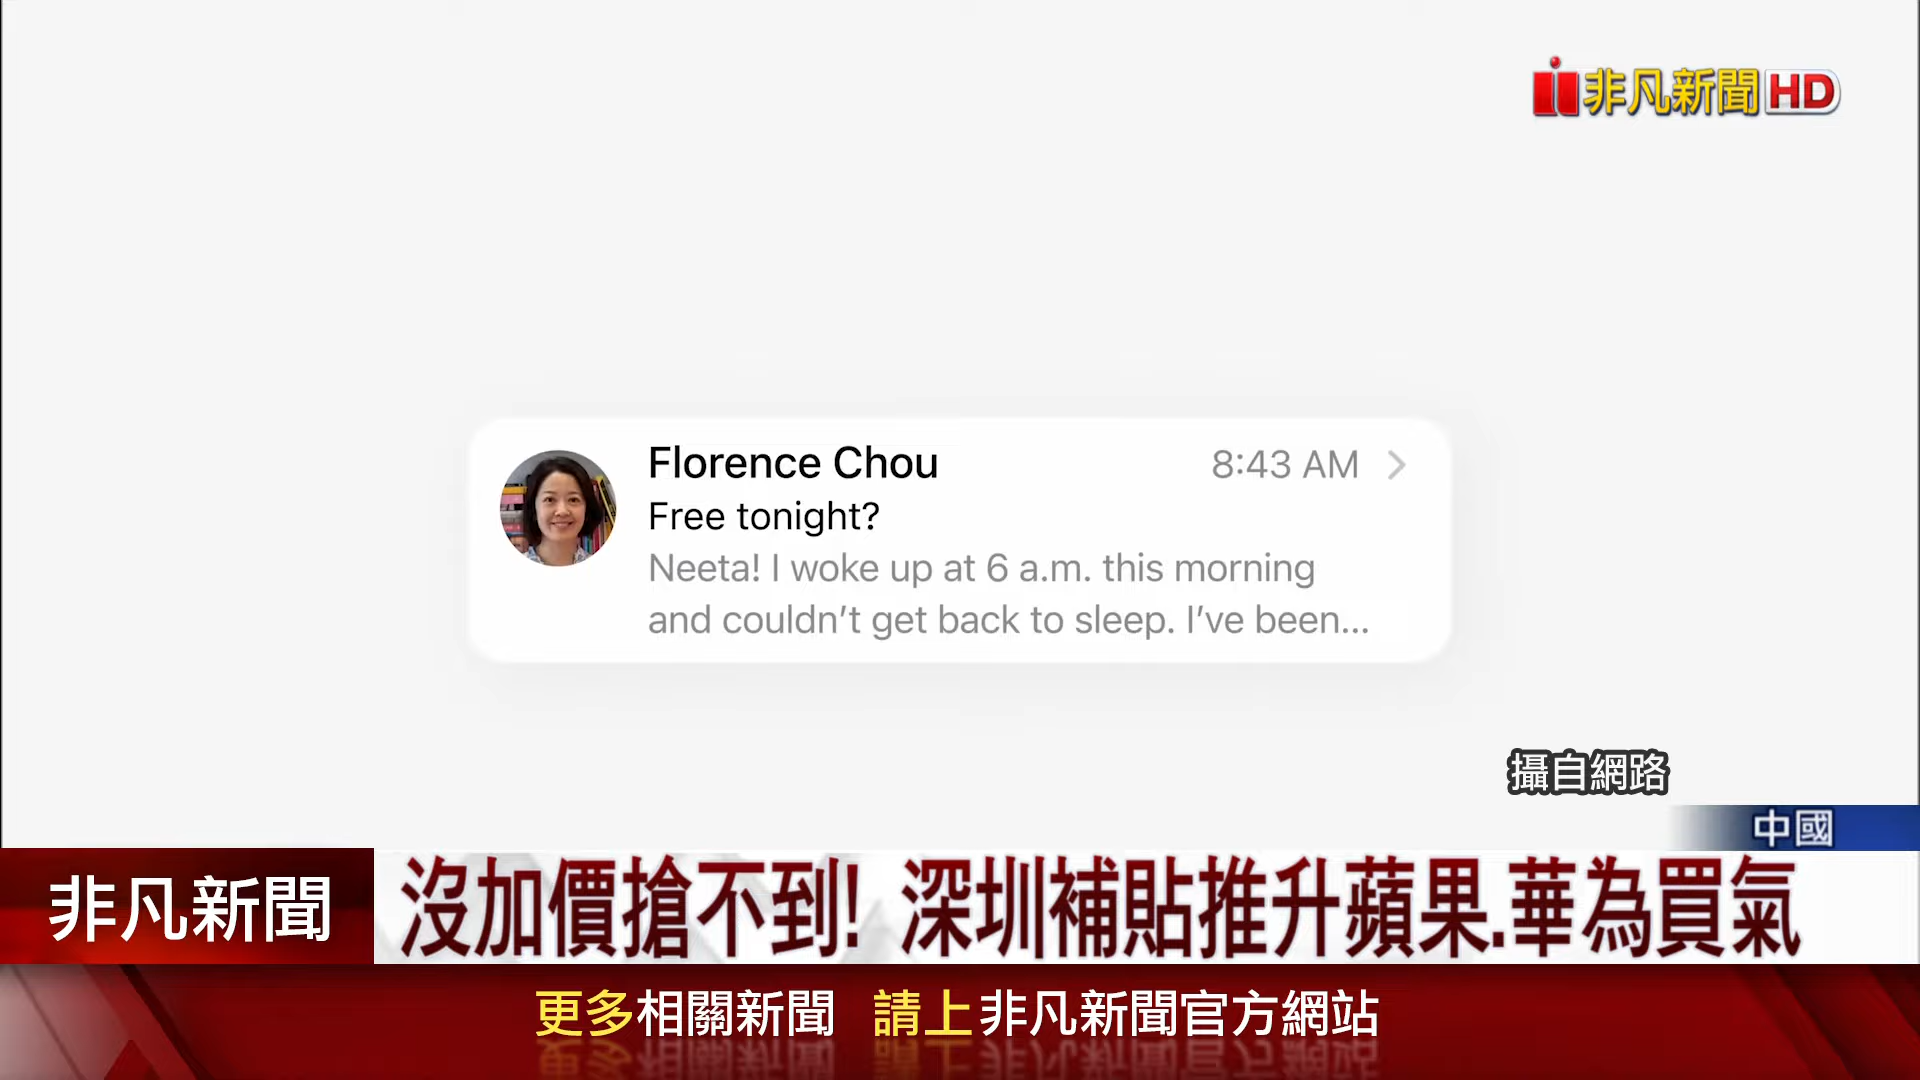 非凡新聞HD
Florence Chou
8:43 AM
Free tonight?
Neeta! I woke up at 6 a.m. this morning
and couldn’t get back to sleep. I’ve been...
攝自網路
中國
非凡新聞
沒加價搶不到! 深圳補貼推升蘋果.華為買氣
更多相關新聞 請上非凡新聞官方網站